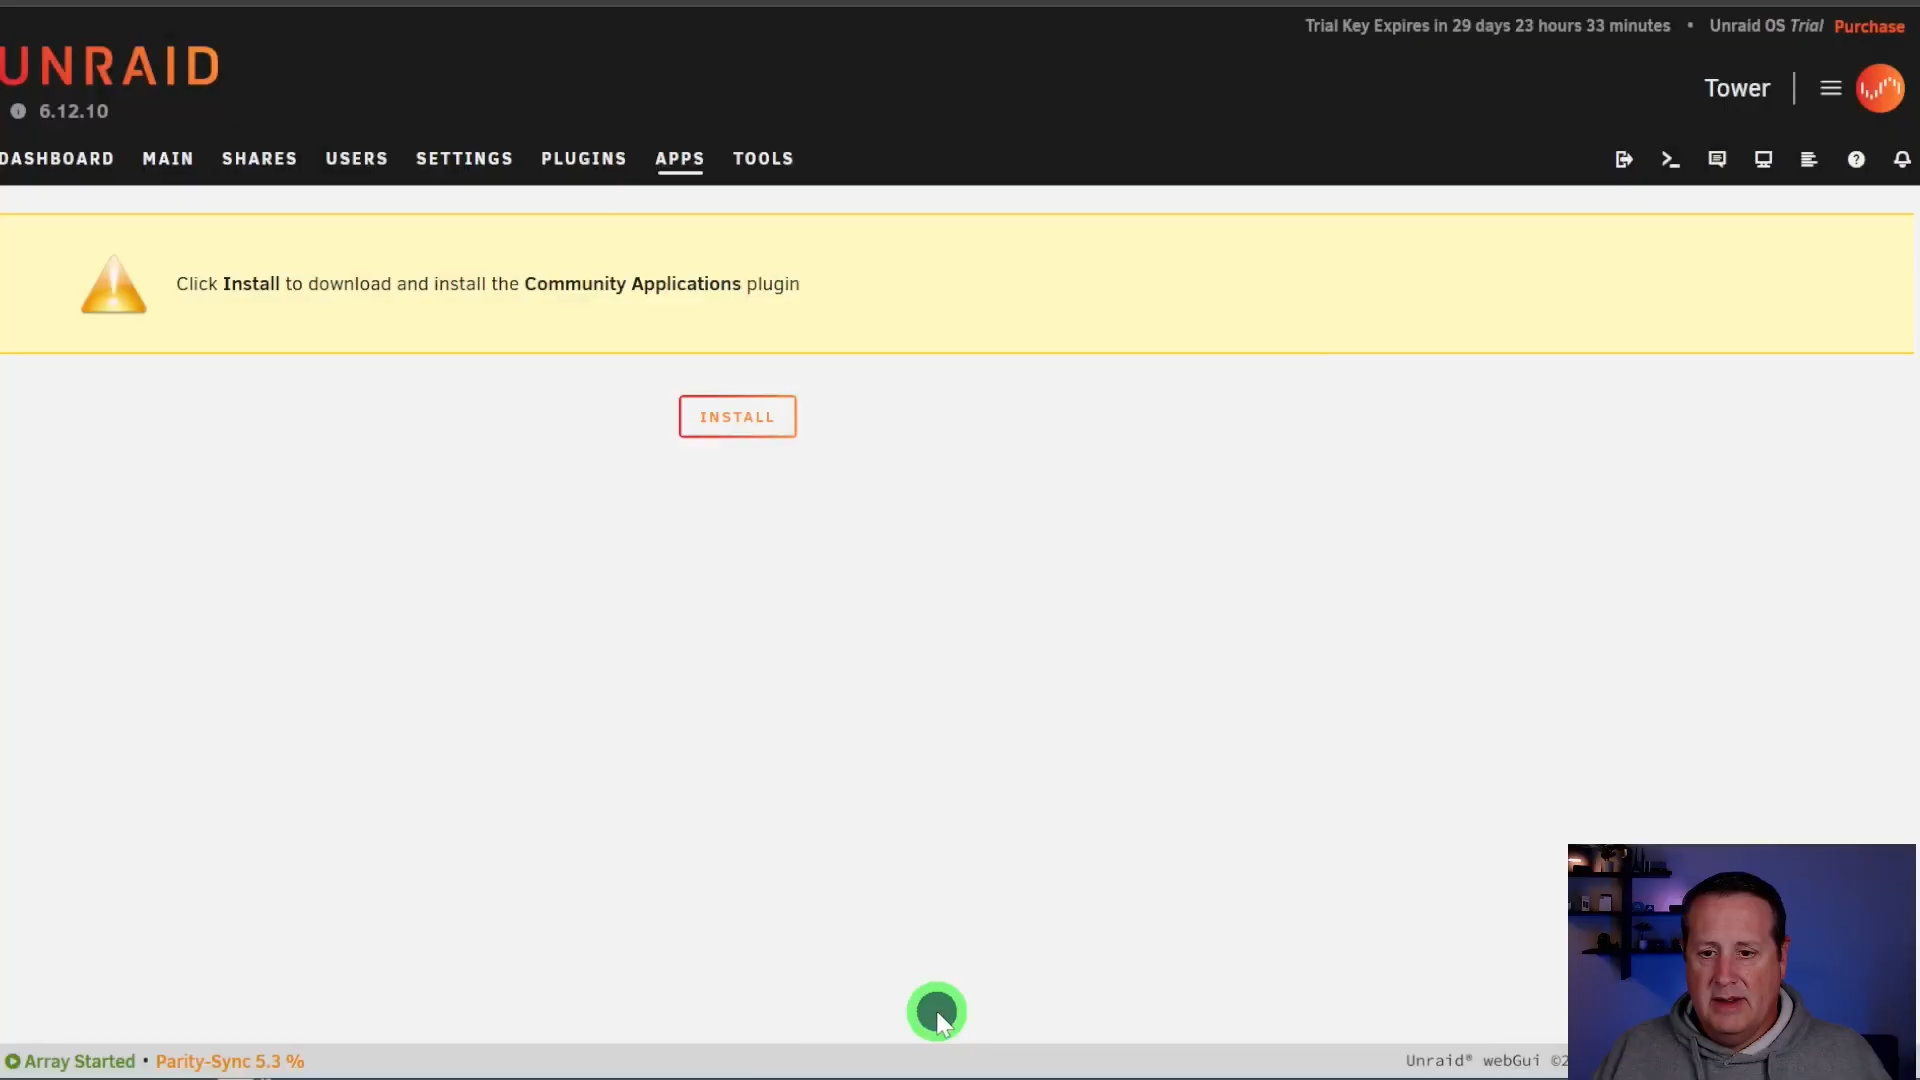 Trial Key Expires in 29 days 23 hours 33 minutes • Unraid OS Trial Purchase
UNRAID
6.12.10
Tower
DASHBOARD MAIN SHARES USERS SETTINGS PLUGINS APPS TOOLS
Click Install to download and install the Community Applications plugin
INSTALL
Array Started • Parity-Sync 5.3 %
Unraid® webGui ©2